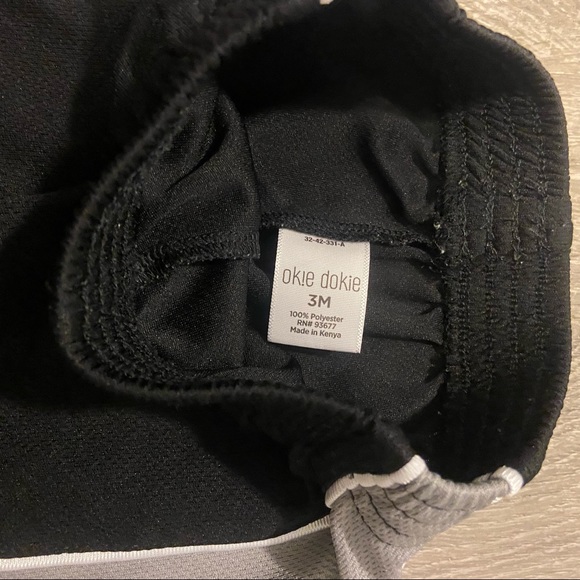 32-42-331-A
okie dokie
3M
100% Polyester
RN# 93677
Made in Kenya